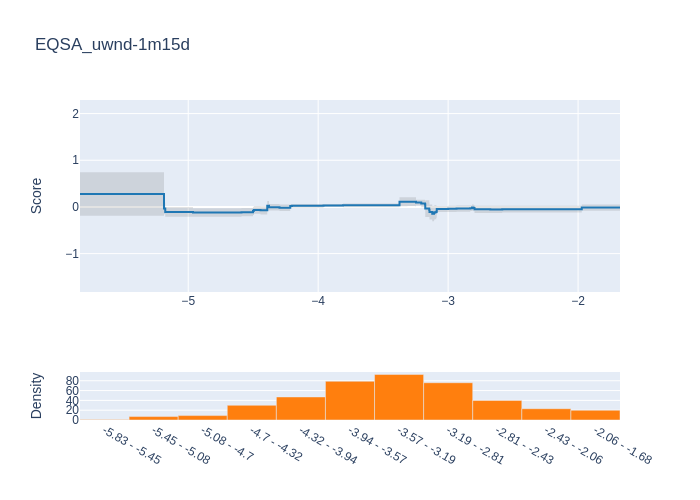 EQSA_uwnd-1m15d
Score
2
1
0
−1
−5
−4
−3
−2
Density
80
60
40
20
0
-5.83 - -5.45
-5.45 - -5.08
-5.08 - -4.7
-4.7 - -4.32
-4.32 - -3.94
-3.94 - -3.57
-3.57 - -3.19
-3.19 - -2.81
-2.81 - -2.43
-2.43 - -2.06
-2.06 - -1.68